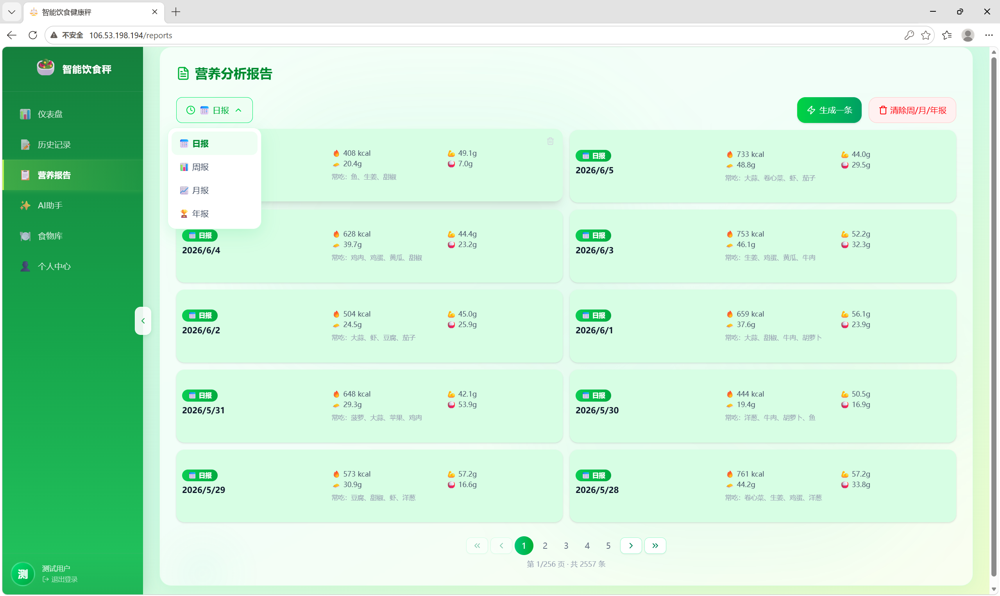 智能饮食健康秤
不安全 106.53.198.194/reports
智能饮食秤
仪表盘
历史记录
营养报告
AI助手
食物库
个人中心
测
测试用户
退出登录
营养分析报告
日报
生成一条
清除周/月/年报
日报
周报
月报
年报
408 kcal 49.1g
20.4g 7.0g
常吃：鱼、生姜、甜椒
日报
2026/6/5
733 kcal 44.0g
48.8g 29.5g
常吃：大蒜、卷心菜、虾、茄子
日报
2026/6/4
628 kcal 44.4g
39.7g 23.2g
常吃：鸡肉、鸡蛋、黄瓜、甜椒
日报
2026/6/3
753 kcal 52.2g
46.1g 32.3g
常吃：生姜、鸡蛋、黄瓜、牛肉
日报
2026/6/2
504 kcal 45.0g
24.5g 25.9g
常吃：大蒜、虾、豆腐、茄子
日报
2026/6/1
659 kcal 56.1g
37.6g 23.9g
常吃：大蒜、甜椒、牛肉、胡萝卜
日报
2026/5/31
648 kcal 42.1g
29.3g 53.9g
常吃：菠萝、大蒜、苹果、鸡肉
日报
2026/5/30
444 kcal 50.5g
19.4g 16.9g
常吃：洋葱、牛肉、胡萝卜、鱼
日报
2026/5/29
573 kcal 57.2g
30.9g 16.6g
常吃：豆腐、甜椒、虾、洋葱
日报
2026/5/28
761 kcal 57.2g
44.2g 33.8g
常吃：卷心菜、生姜、鸡蛋、洋葱
1 2 3 4 5
第 1/256 页 · 共 2557 条